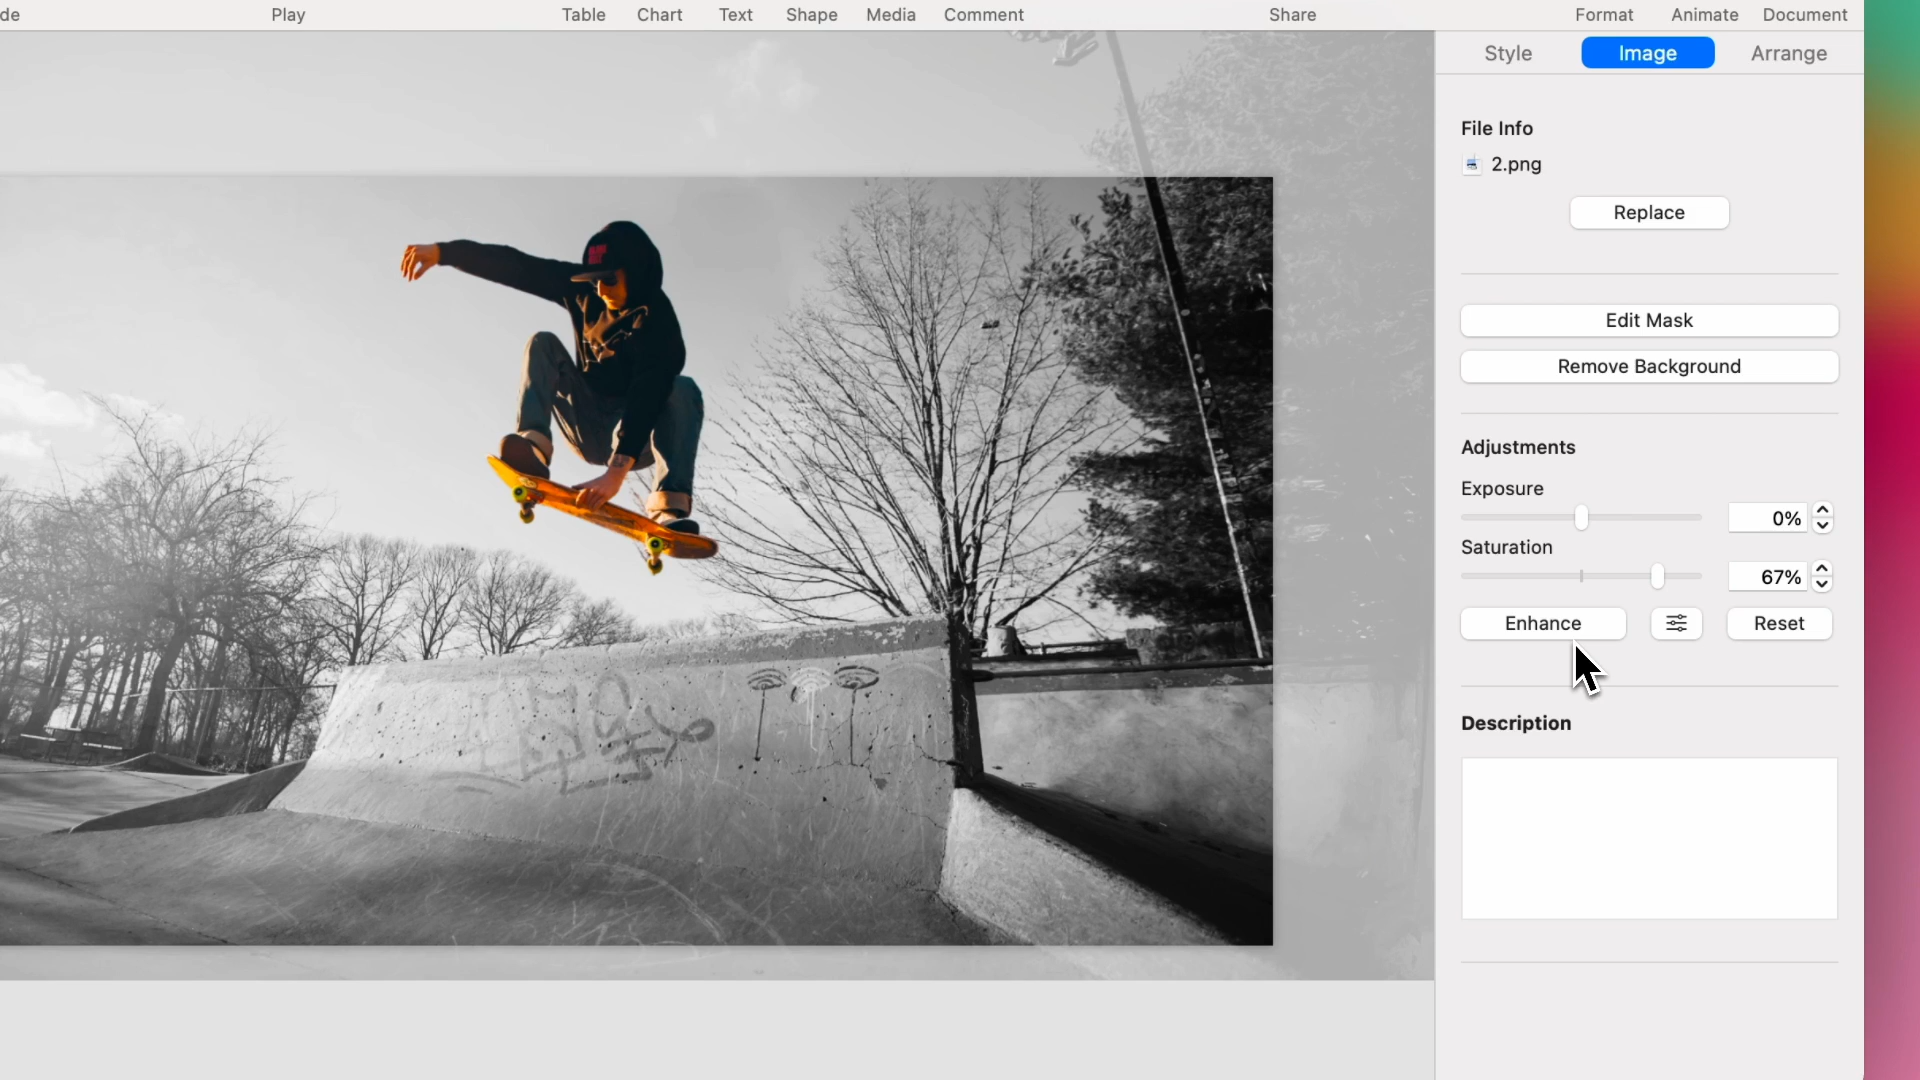 de Play Table Chart Text Shape Media Comment Share Format Animate Document
Style Image Arrange
File Info
2.png
Replace
Edit Mask
Remove Background
Adjustments
Exposure
0%
Saturation
67%
Enhance Reset
Description